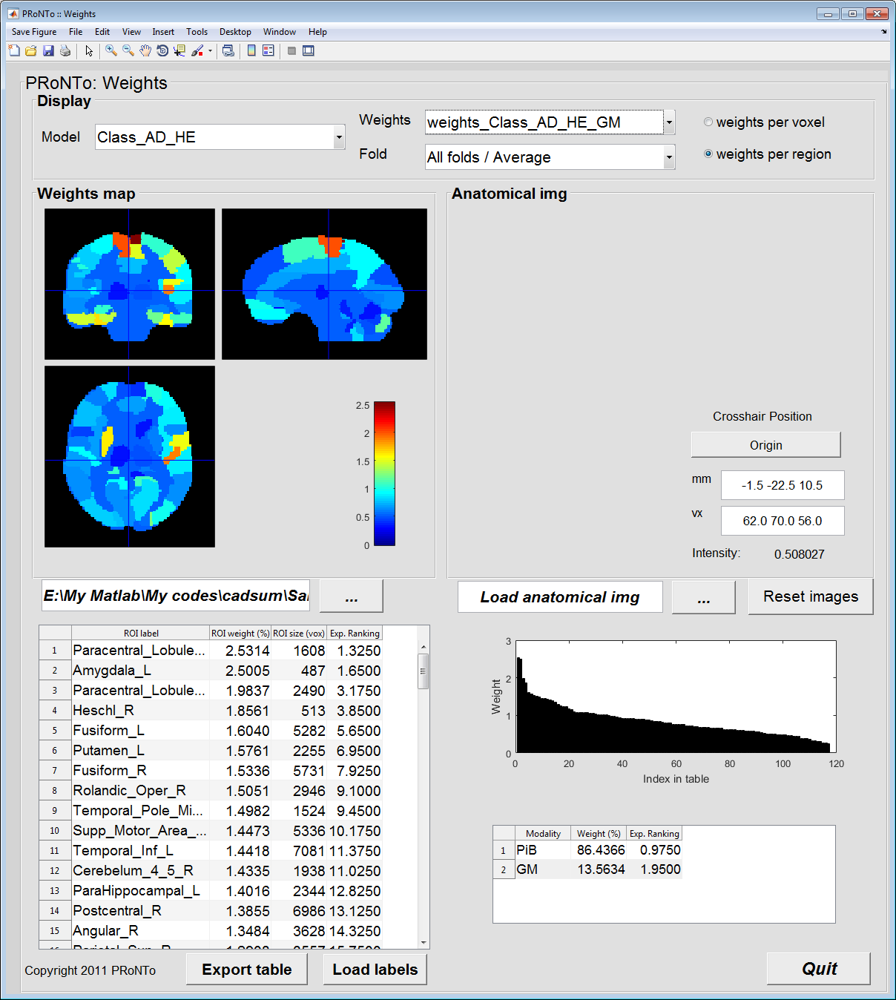 PRoNTo :: Weights
Save Figure File Edit View Insert Tools Desktop Window Help
PRoNTo: Weights
Display
Model Class_AD_HE
Weights weights_Class_AD_HE_GM
Fold All folds / Average
weights per voxel
weights per region
Weights map
2.5
2
1.5
1
0.5
0
Anatomical img
Crosshair Position
Origin
mm -1.5 -22.5 10.5
vx 62.0 70.0 56.0
Intensity: 0.508027
E:\My Matlab\My codes\cadsum\Sa
...
Load anatomical img
...
Reset images
ROI label ROI weight (%) ROI size (vox) Exp. Ranking
1 Paracentral_Lobule... 2.5314 1608 1.3250
2 Amygdala_L 2.5005 487 1.6500
3 Paracentral_Lobule... 1.9837 2490 3.1750
4 Heschl_R 1.8561 513 3.8500
5 Fusiform_L 1.6040 5282 5.6500
6 Putamen_L 1.5761 2255 6.9500
7 Fusiform_R 1.5336 5731 7.9250
8 Rolandic_Oper_R 1.5051 2946 9.1000
9 Temporal_Pole_Mi... 1.4982 1524 9.4500
10 Supp_Motor_Area_... 1.4473 5336 10.1750
11 Temporal_Inf_L 1.4418 7081 11.3750
12 Cerebelum_4_5_R 1.4335 1938 11.0250
13 ParaHippocampal_L 1.4016 2344 12.8250
14 Postcentral_R 1.3855 6986 13.1250
15 Angular_R 1.3484 3628 14.3250
3
2
1
0
Weight
0 20 40 60 80 100 120
Index in table
Modality Weight (%) Exp. Ranking
1 PiB 86.4366 0.9750
2 GM 13.5634 1.9500
Copyright 2011 PRoNTo
Export table
Load labels
Quit